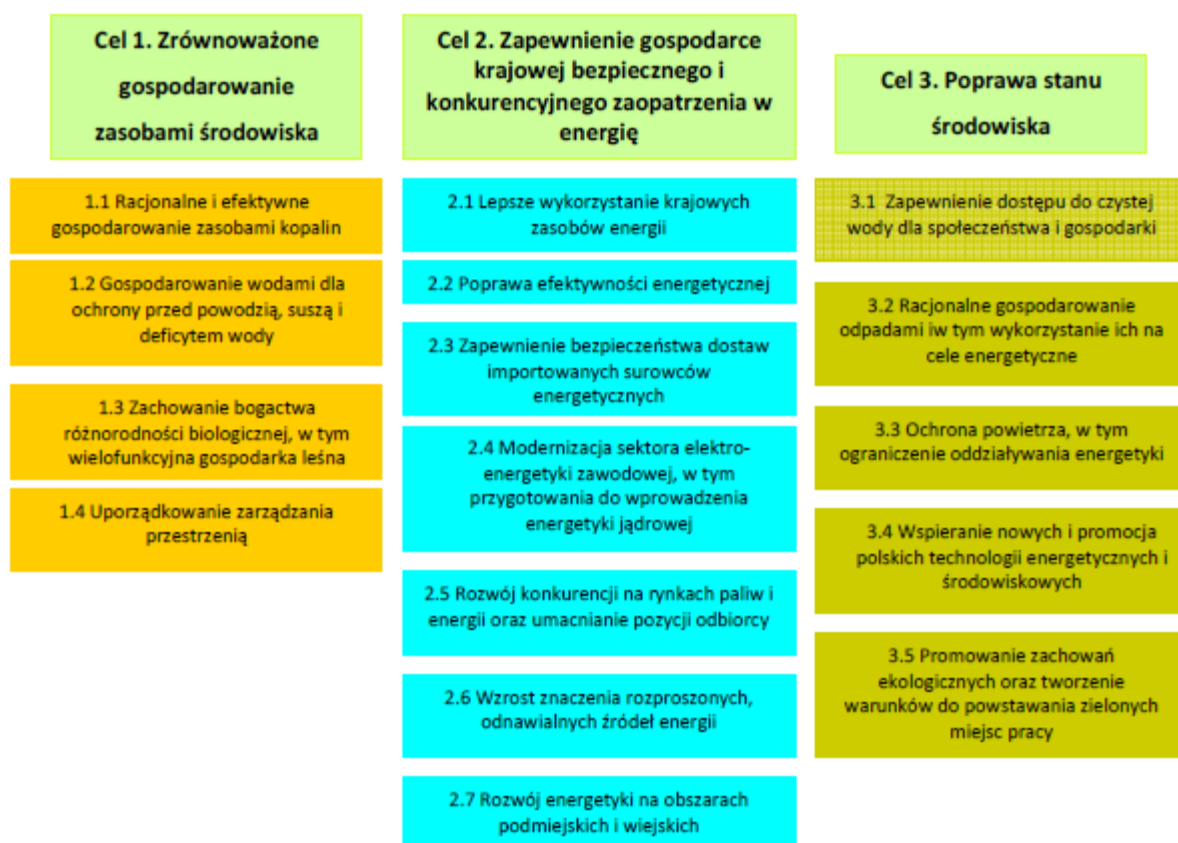 Cel 1. Zrównoważone
gospodarowanie
zasobami środowiska
1.1 Racjonalne i efektywne
gospodarowanie zasobami kopalin
1.2 Gospodarowanie wodami dla
ochrony przed powodzią, suszą i
deficytem wody
1.3 Zachowanie bogactwa
różnorodności biologicznej, w tym
wielofunkcyjna gospodarka leśna
1.4 Uporządkowanie zarządzania
przestrzenią
Cel 2. Zapewnienie gospodarce
krajowej bezpiecznego i
konkurencyjnego zaopatrzenia w
energię
2.1 Lepsze wykorzystanie krajowych
zasobów energii
2.2 Poprawa efektywności energetycznej
2.3 Zapewnienie bezpieczeństwa dostaw
importowanych surowców
energetycznych
2.4 Modernizacja sektora elektro-
energetyki zawodowej, w tym
przygotowania do wprowadzenia
energetyki jądrowej
2.5 Rozwój konkurencji na rynkach paliw i
energii oraz umacnianie pozycji odbiorcy
2.6 Wzrost znaczenia rozproszonych,
odnawialnych źródeł energii
2.7 Rozwój energetyki na obszarach
podmiejskich i wiejskich
Cel 3. Poprawa stanu
środowiska
3.1 Zapewnienie dostępu do czystej
wody dla społeczeństwa i gospodarki
3.2 Racjonalne gospodarowanie
odpadami iw tym wykorzystanie ich na
cele energetyczne
3.3 Ochrona powietrza, w tym
ograniczenie oddziaływania energetyki
3.4 Wspieranie nowych i promocja
polskich technologii energetycznych i
środowiskowych
3.5 Promowanie zachowań
ekologicznych oraz tworzenie
warunków do powstawania zielonych
miejsc pracy